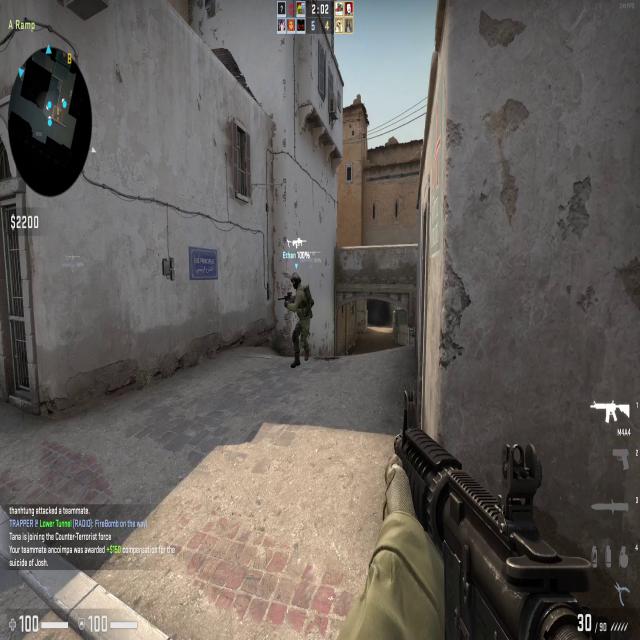 2:02
5 4
A Ramp
B
$2200
Ethan 100%
thanhtung attacked a teammate.
TRAPPER !! Lower Tunnel [RADIO]: FireBomb on the way
Tana is joining the Counter-Terrorist force
Your teammate ancoimps was awarded +$150 compensation for the
suicide of Josh.
1
M4A4
2
3
4
100 100
30 / 90